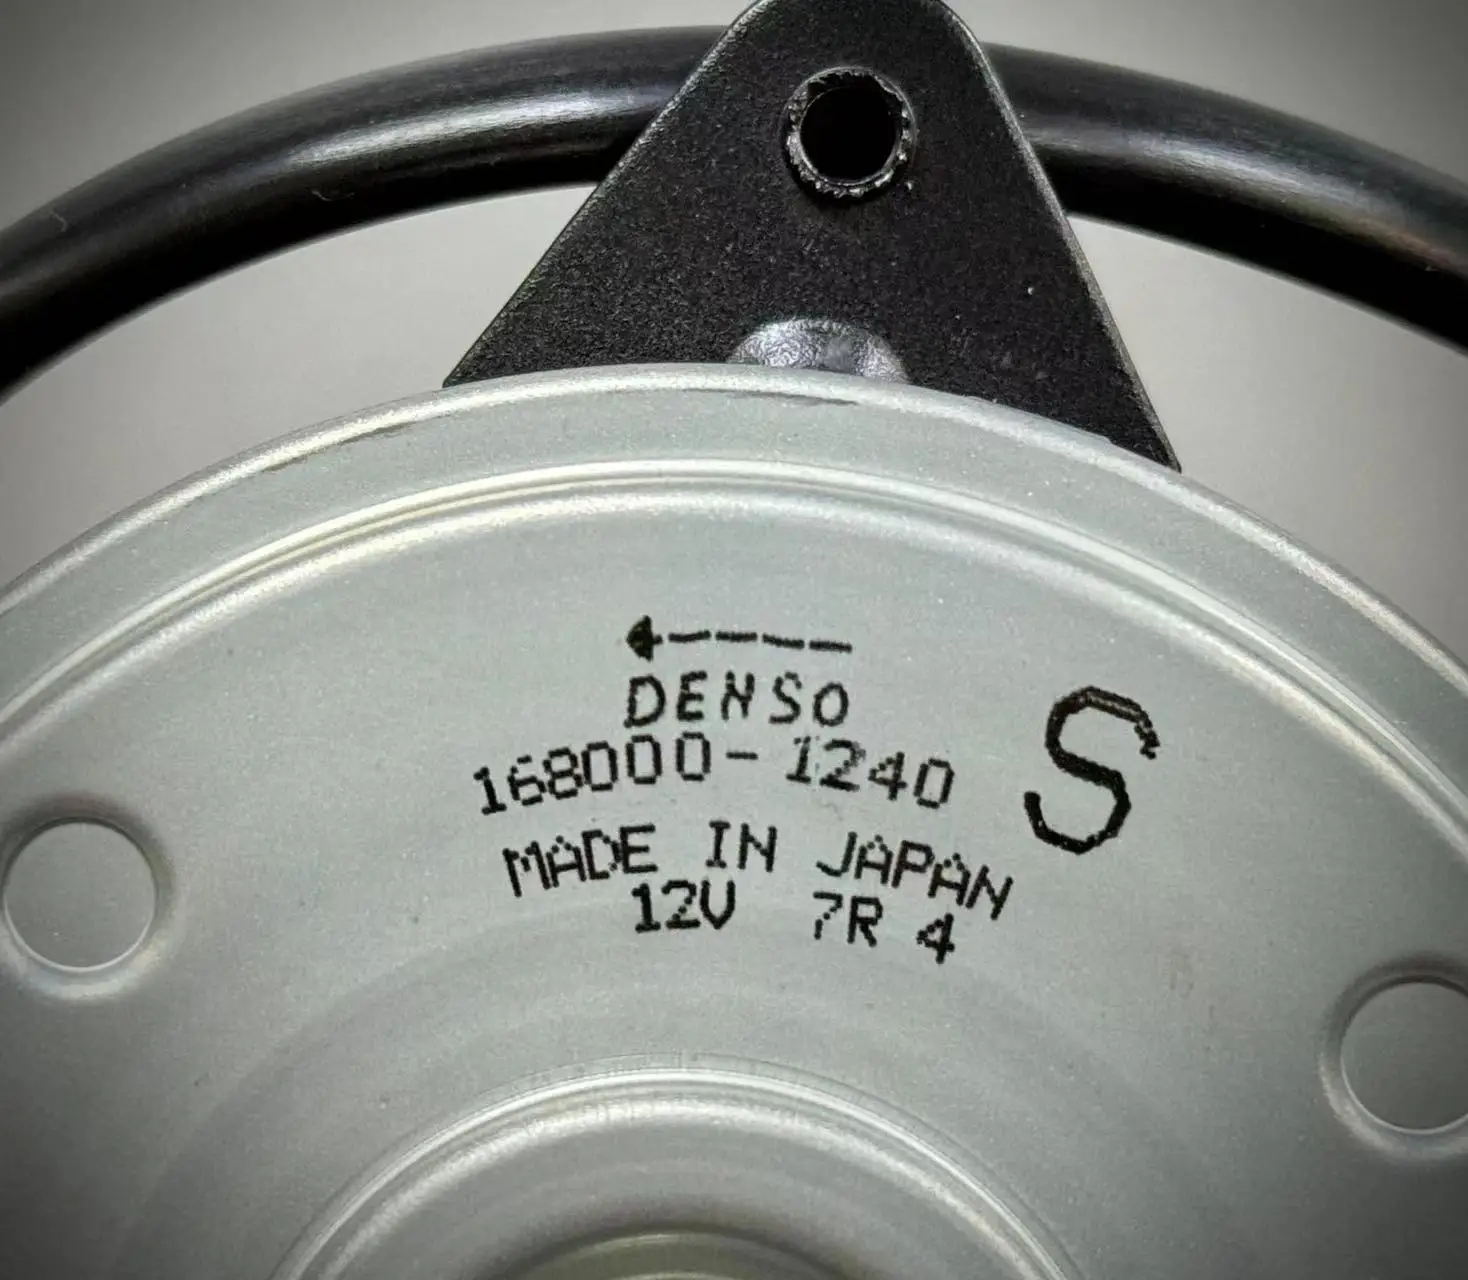 DENSO
168000-1240
S
MADE IN JAPAN
12V 7R 4